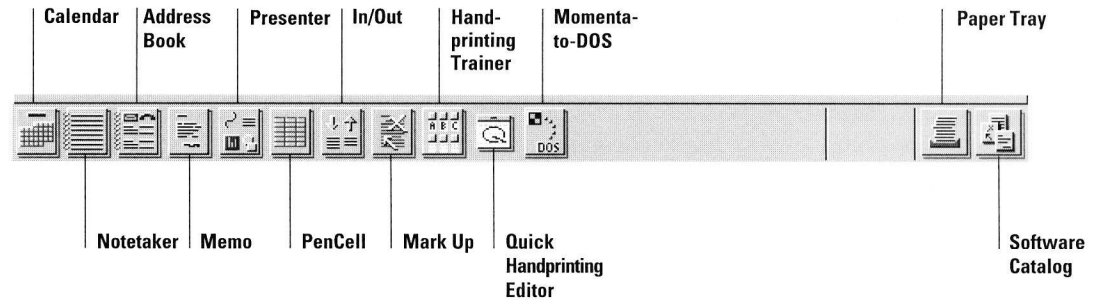 Calendar
Address
Book
Presenter
In/Out
Hand-
printing
Trainer
Momenta-
to-DOS
Paper Tray
A B C
DOS
Notetaker
Memo
PenCell
Mark Up
Quick
Handprinting
Editor
Software
Catalog